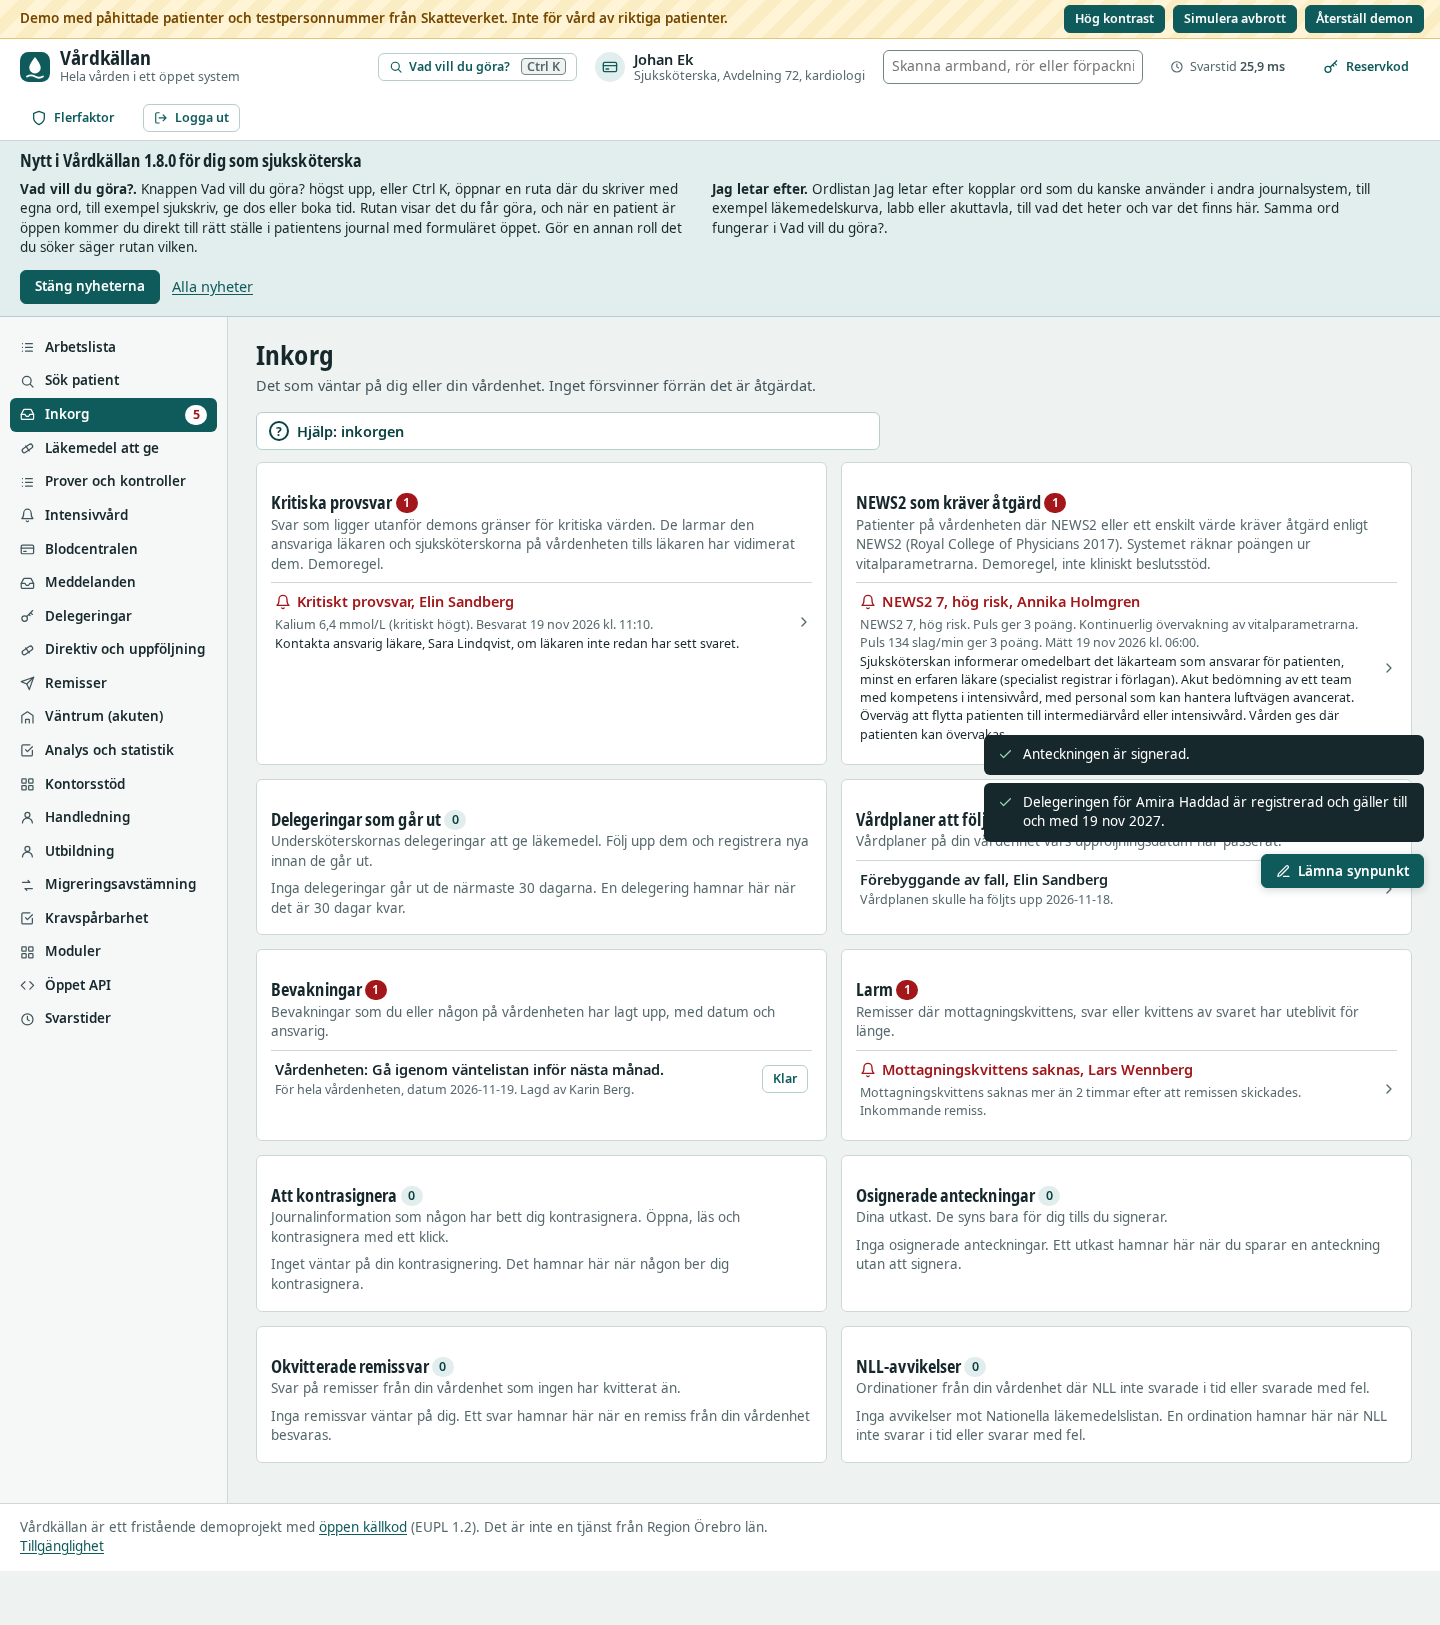 Demo med påhittade patienter och testpersonnummer från Skatteverket. Inte för vård av riktiga patienter.
Hög kontrast
Simulera avbrott
Återställ demon
Vårdkällan
Hela vården i ett öppet system
Vad vill du göra? Ctrl K
Johan Ek
Sjuksköterska, Avdelning 72, kardiologi
Skanna armband, rör eller förpackni
Svarstid 25,9 ms
Reservkod
Flerfaktor
Logga ut
Nytt i Vårdkällan 1.8.0 för dig som sjuksköterska
Vad vill du göra?. Knappen Vad vill du göra? högst upp, eller Ctrl K, öppnar en ruta där du skriver med
egna ord, till exempel sjukskriv, ge dos eller boka tid. Rutan visar det du får göra, och när en patient är
öppen kommer du direkt till rätt ställe i patientens journal med formuläret öppet. Gör en annan roll det
du söker säger rutan vilken.
Jag letar efter. Ordlistan Jag letar efter kopplar ord som du kanske använder i andra journalsystem, till
exempel läkemedelskurva, labb eller akuttavla, till vad det heter och var det finns här. Samma ord
fungerar i Vad vill du göra?.
Stäng nyheterna
Alla nyheter
Arbetslista
Sök patient
Inkorg 5
Läkemedel att ge
Prover och kontroller
Intensivvård
Blodcentralen
Meddelanden
Delegeringar
Direktiv och uppföljning
Remisser
Väntrum (akuten)
Analys och statistik
Kontorsstöd
Handledning
Utbildning
Migreringsavstämning
Kravspårbarhet
Moduler
Öppet API
Svarstider
Inkorg
Det som väntar på dig eller din vårdenhet. Inget försvinner förrän det är åtgärdat.
? Hjälp: inkorgen
Kritiska provsvar 1
Svar som ligger utanför demons gränser för kritiska värden. De larmar den
ansvariga läkaren och sjuksköterskorna på vårdenheten tills läkaren har vidimerat
dem. Demoregel.
Kritiskt provsvar, Elin Sandberg
Kalium 6,4 mmol/L (kritiskt högt). Besvarat 19 nov 2026 kl. 11:10.
Kontakta ansvarig läkare, Sara Lindqvist, om läkaren inte redan har sett svaret.
NEWS2 som kräver åtgärd 1
Patienter på vårdenheten där NEWS2 eller ett enskilt värde kräver åtgärd enligt
NEWS2 (Royal College of Physicians 2017). Systemet räknar poängen ur
vitalparametrarna. Demoregel, inte kliniskt beslutsstöd.
NEWS2 7, hög risk, Annika Holmgren
NEWS2 7, hög risk. Puls ger 3 poäng. Kontinuerlig övervakning av vitalparametrarna.
Puls 134 slag/min ger 3 poäng. Mätt 19 nov 2026 kl. 06:00.
Sjuksköterskan informerar omedelbart det läkarteam som ansvarar för patienten,
minst en erfaren läkare (specialist registrar i förlagan). Akut bedömning av ett team
med kompetens i intensivvård, med personal som kan hantera luftvägen avancerat.
Överväg att flytta patienten till intermediärvård eller intensivvård. Vården ges där
patienten kan övervakas.
Anteckningen är signerad.
Delegeringen för Amira Haddad är registrerad och gäller till
och med 19 nov 2027.
Lämna synpunkt
Delegeringar som går ut 0
Undersköterskornas delegeringar att ge läkemedel. Följ upp dem och registrera nya
innan de går ut.
Inga delegeringar går ut de närmaste 30 dagarna. En delegering hamnar här när
det är 30 dagar kvar.
Vårdplaner att följ
Vårdplaner på din vårdenhet vars uppföljningsdatum har passerat.
Förebyggande av fall, Elin Sandberg
Vårdplanen skulle ha följts upp 2026-11-18.
Bevakningar 1
Bevakningar som du eller någon på vårdenheten har lagt upp, med datum och
ansvarig.
Vårdenheten: Gå igenom väntelistan inför nästa månad.
För hela vårdenheten, datum 2026-11-19. Lagd av Karin Berg.
Klar
Larm 1
Remisser där mottagningskvittens, svar eller kvittens av svaret har uteblivit för
länge.
Mottagningskvittens saknas, Lars Wennberg
Mottagningskvittens saknas mer än 2 timmar efter att remissen skickades.
Inkommande remiss.
Att kontrasignera 0
Journalinformation som någon har bett dig kontrasignera. Öppna, läs och
kontrasignera med ett klick.
Inget väntar på din kontrasignering. Det hamnar här när någon ber dig
kontrasignera.
Osignerade anteckningar 0
Dina utkast. De syns bara för dig tills du signerar.
Inga osignerade anteckningar. Ett utkast hamnar här när du sparar en anteckning
utan att signera.
Okvitterade remissvar 0
Svar på remisser från din vårdenhet som ingen har kvitterat än.
Inga remissvar väntar på dig. Ett svar hamnar här när en remiss från din vårdenhet
besvaras.
NLL-avvikelser 0
Ordinationer från din vårdenhet där NLL inte svarade i tid eller svarade med fel.
Inga avvikelser mot Nationella läkemedelslistan. En ordination hamnar här när NLL
inte svarar i tid eller svarar med fel.
Vårdkällan är ett fristående demoprojekt med öppen källkod (EUPL 1.2). Det är inte en tjänst från Region Örebro län.
Tillgänglighet